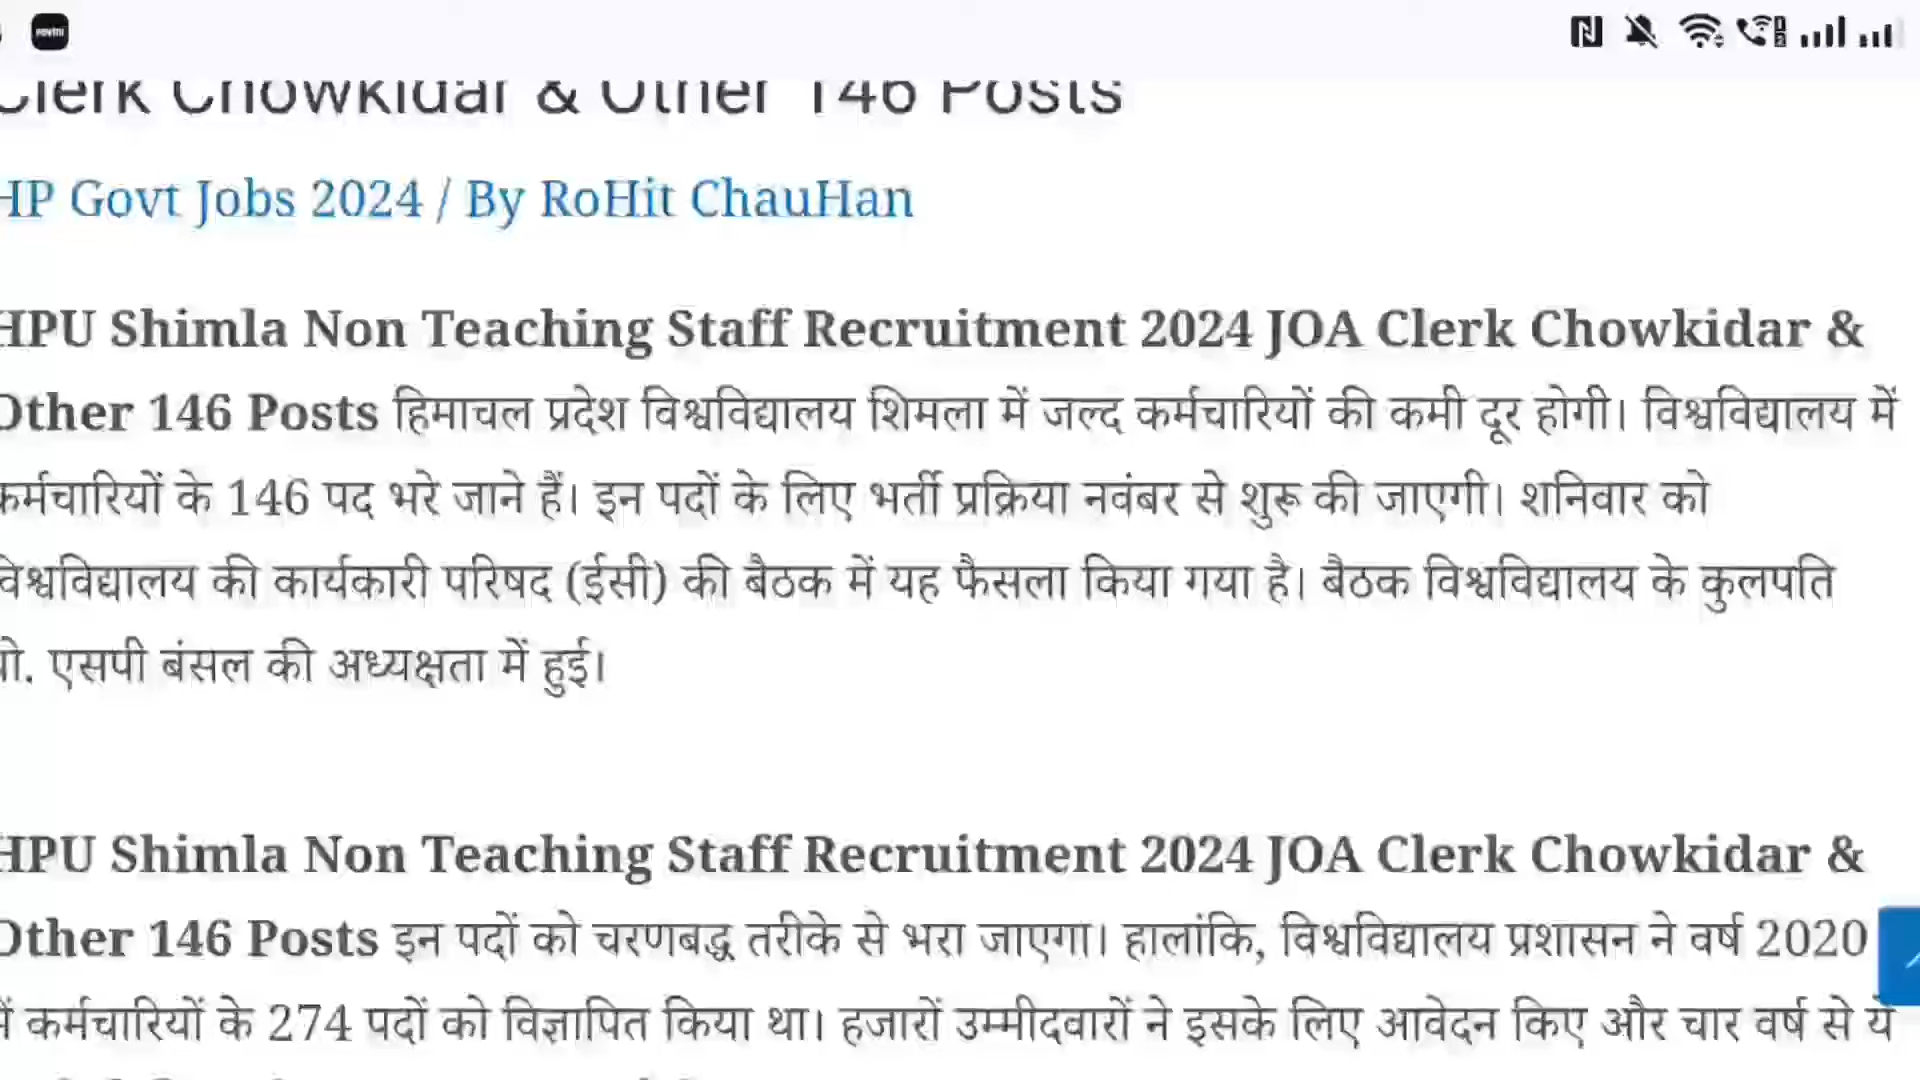 Clerk Chowkidar & Other 146 Posts
HP Govt Jobs 2024 / By RoHit ChauHan
HPU Shimla Non Teaching Staff Recruitment 2024 JOA Clerk Chowkidar &
Other 146 Posts हिमाचल प्रदेश विश्वविद्यालय शिमला में जल्द कर्मचारियों की कमी दूर होगी। विश्वविद्यालय में
कर्मचारियों के 146 पद भरे जाने हैं। इन पदों के लिए भर्ती प्रक्रिया नवंबर से शुरू की जाएगी। शनिवार को
विश्वविद्यालय की कार्यकारी परिषद (ईसी) की बैठक में यह फैसला किया गया है। बैठक विश्वविद्यालय के कुलपति
प्रो. एसपी बंसल की अध्यक्षता में हुई।
HPU Shimla Non Teaching Staff Recruitment 2024 JOA Clerk Chowkidar &
Other 146 Posts इन पदों को चरणबद्ध तरीके से भरा जाएगा। हालांकि, विश्वविद्यालय प्रशासन ने वर्ष 2020
में कर्मचारियों के 274 पदों को विज्ञापित किया था। हजारों उम्मीदवारों ने इसके लिए आवेदन किए और चार वर्ष से ये